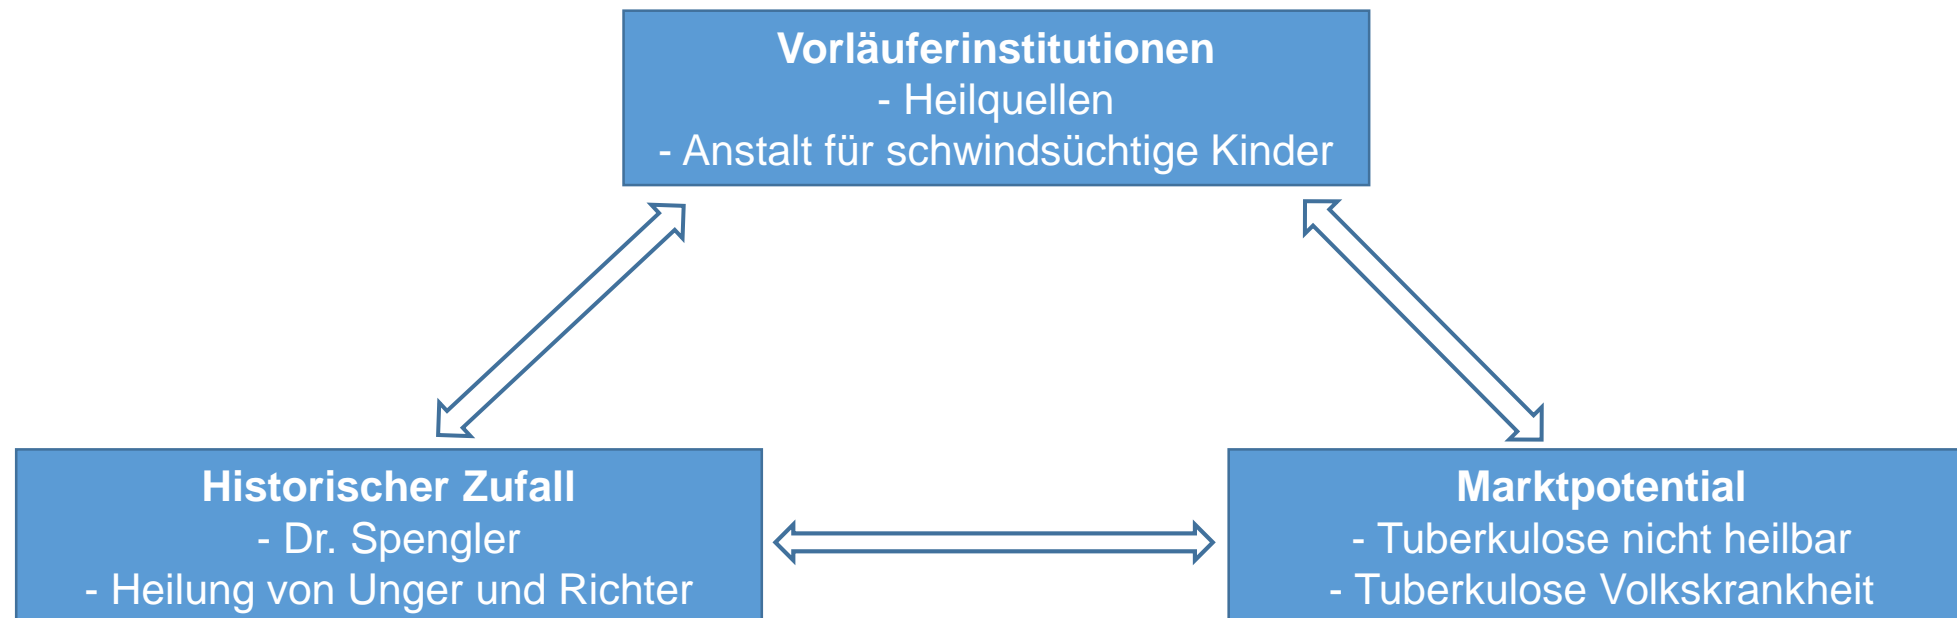 Vorläuferinstitutionen
- Heilquellen
- Anstalt für schwindsüchtige Kinder
Historischer Zufall
- Dr. Spengler
- Heilung von Unger und Richter
Marktpotential
- Tuberkulose nicht heilbar
- Tuberkulose Volkskrankheit